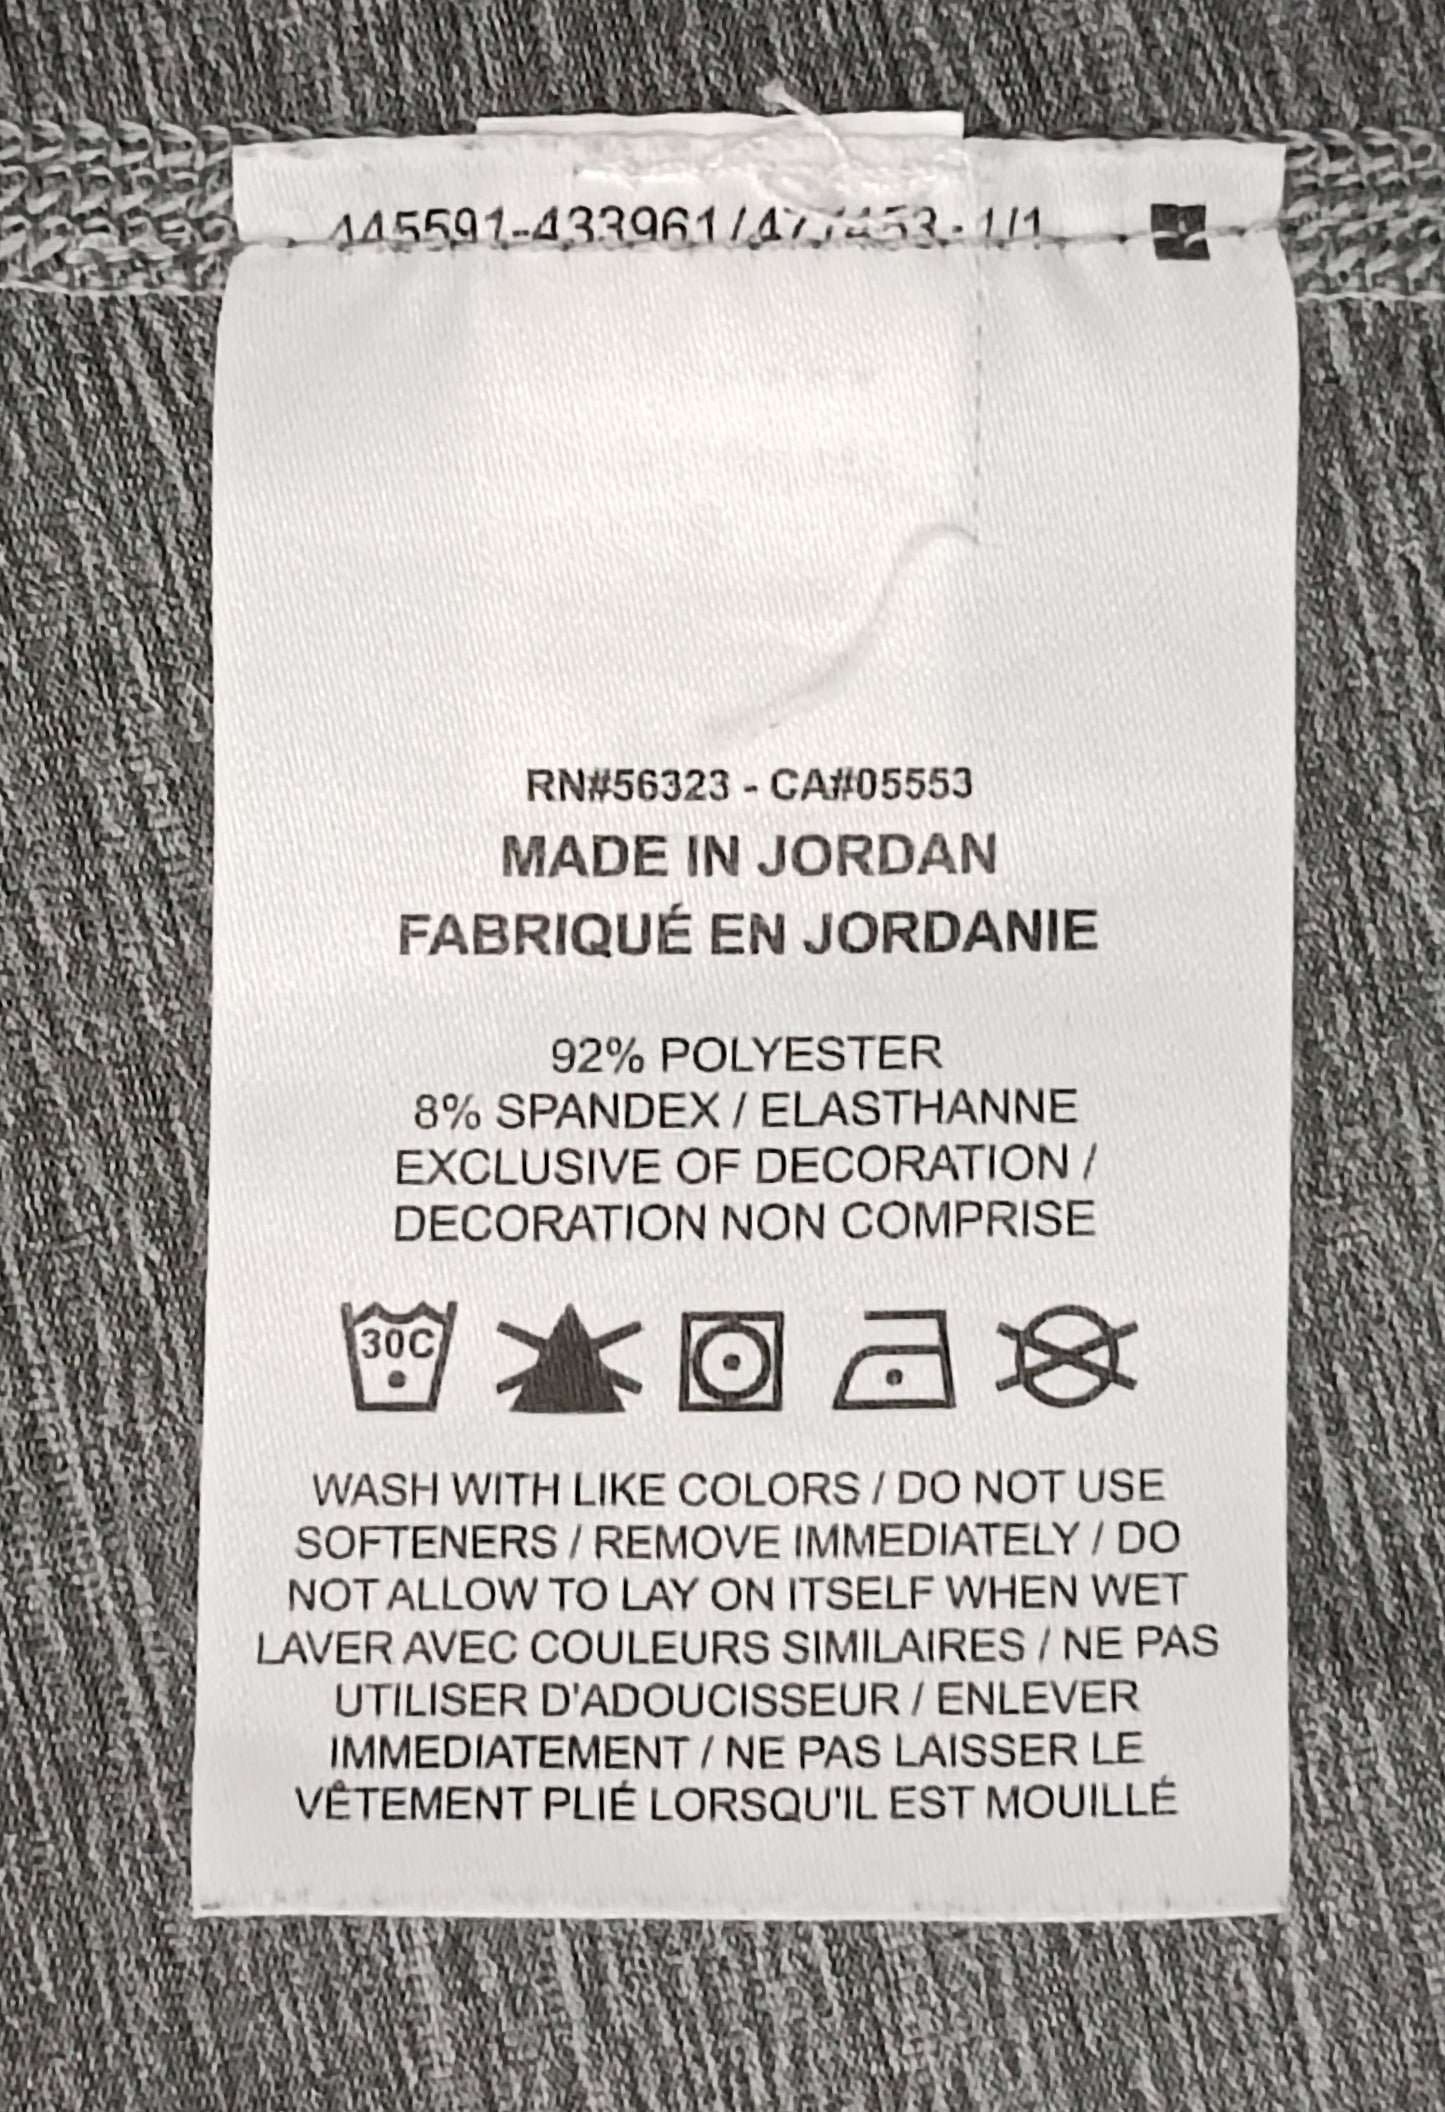 RN#56323 - CA#05553
MADE IN JORDAN
FABRIQUÉ EN JORDANIE
92% POLYESTER
8% SPANDEX / ELASTHANNE
EXCLUSIVE OF DECORATION /
DECORATION NON COMPRISE
30C
WASH WITH LIKE COLORS / DO NOT USE
SOFTENERS / REMOVE IMMEDIATELY / DO
NOT ALLOW TO LAY ON ITSELF WHEN WET
LAVER AVEC COULEURS SIMILAIRES / NE PAS
UTILISER D'ADOUCISSEUR / ENLEVER
IMMEDIATEMENT / NE PAS LAISSER LE
VÊTEMENT PLIÉ LORSQU'IL EST MOUILLÉ